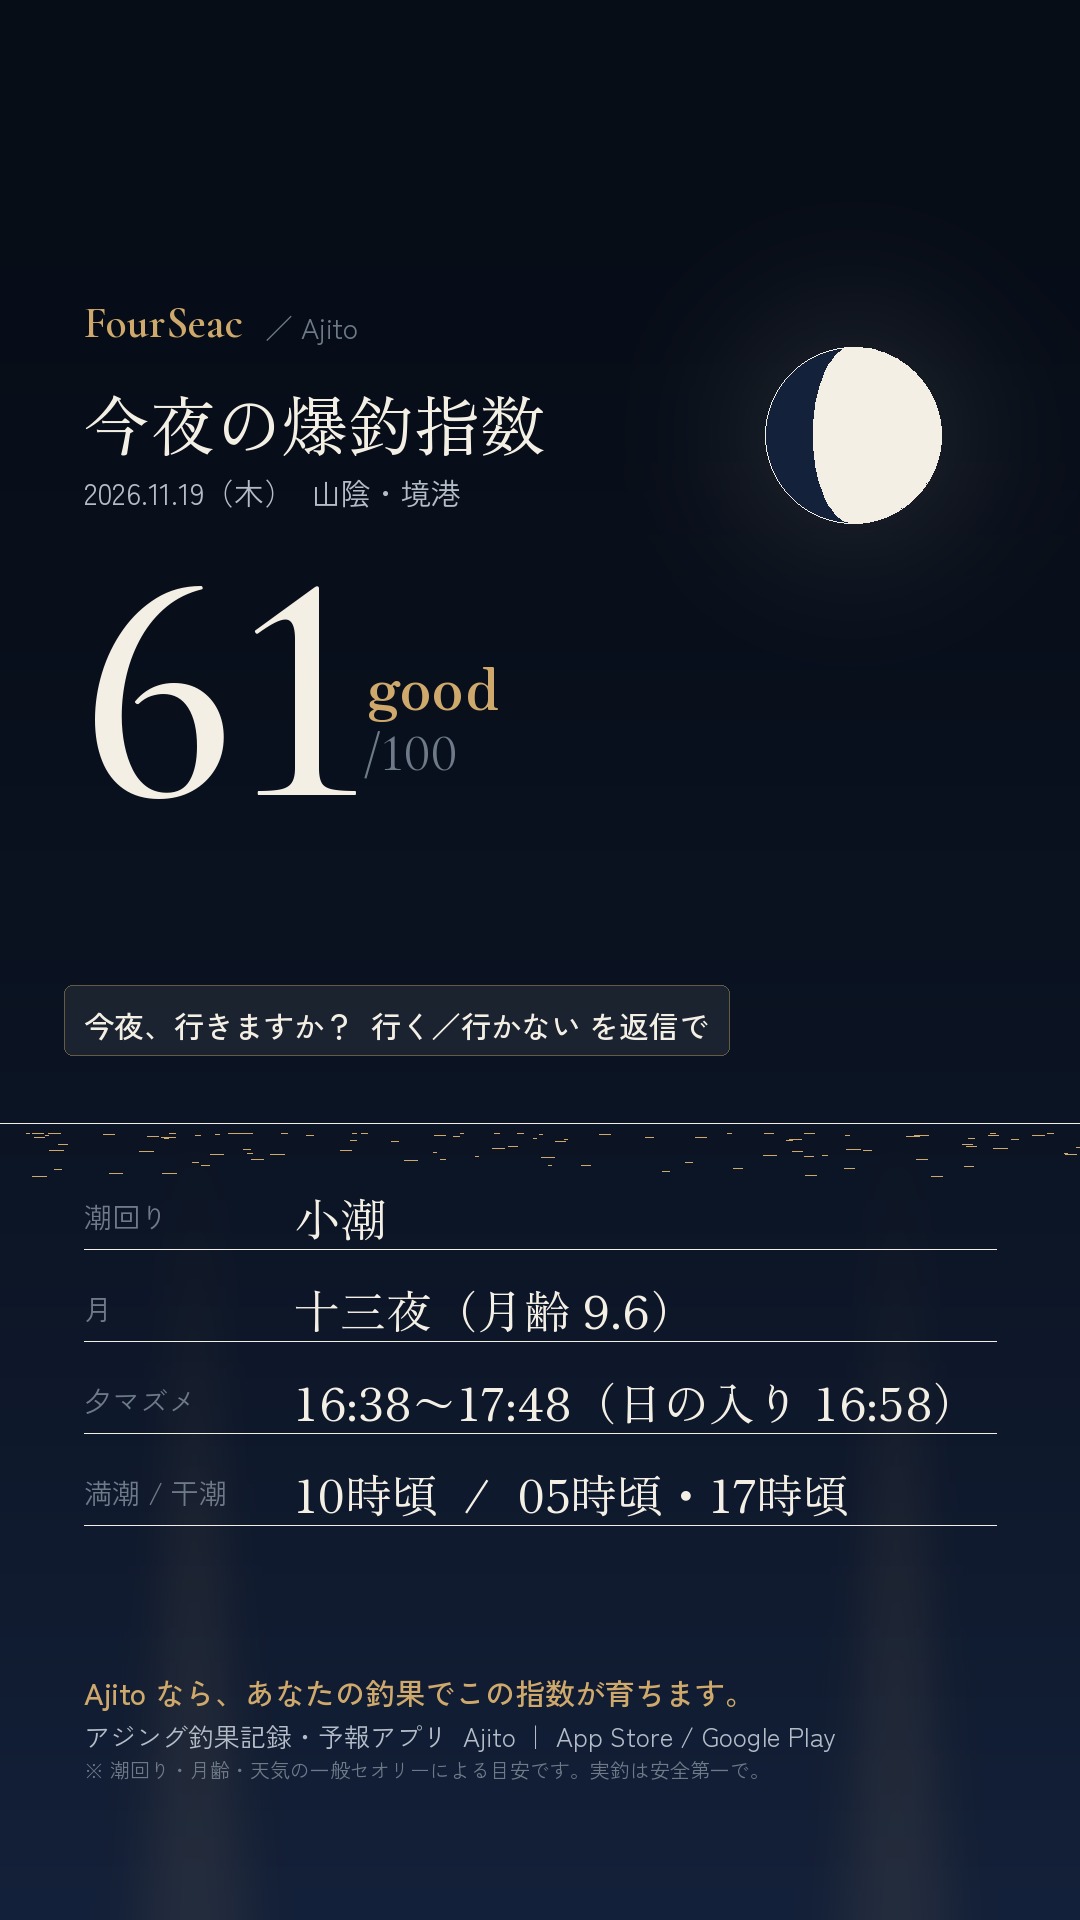 FourSeac ／ Ajito
今夜の爆釣指数
2026.11.19（木） 山陰・境港
61
good
/100
今夜、行きますか？ 行く／行かない を返信で
潮回り 小潮
月 十三夜（月齢 9.6）
夕マズメ 16:38〜17:48（日の入り 16:58）
満潮 / 干潮 10時頃 / 05時頃・17時頃
Ajito なら、あなたの釣果でこの指数が育ちます。
アジング釣果記録・予報アプリ Ajito ｜ App Store / Google Play
※ 潮回り・月齢・天気の一般セオリーによる目安です。実釣は安全第一で。